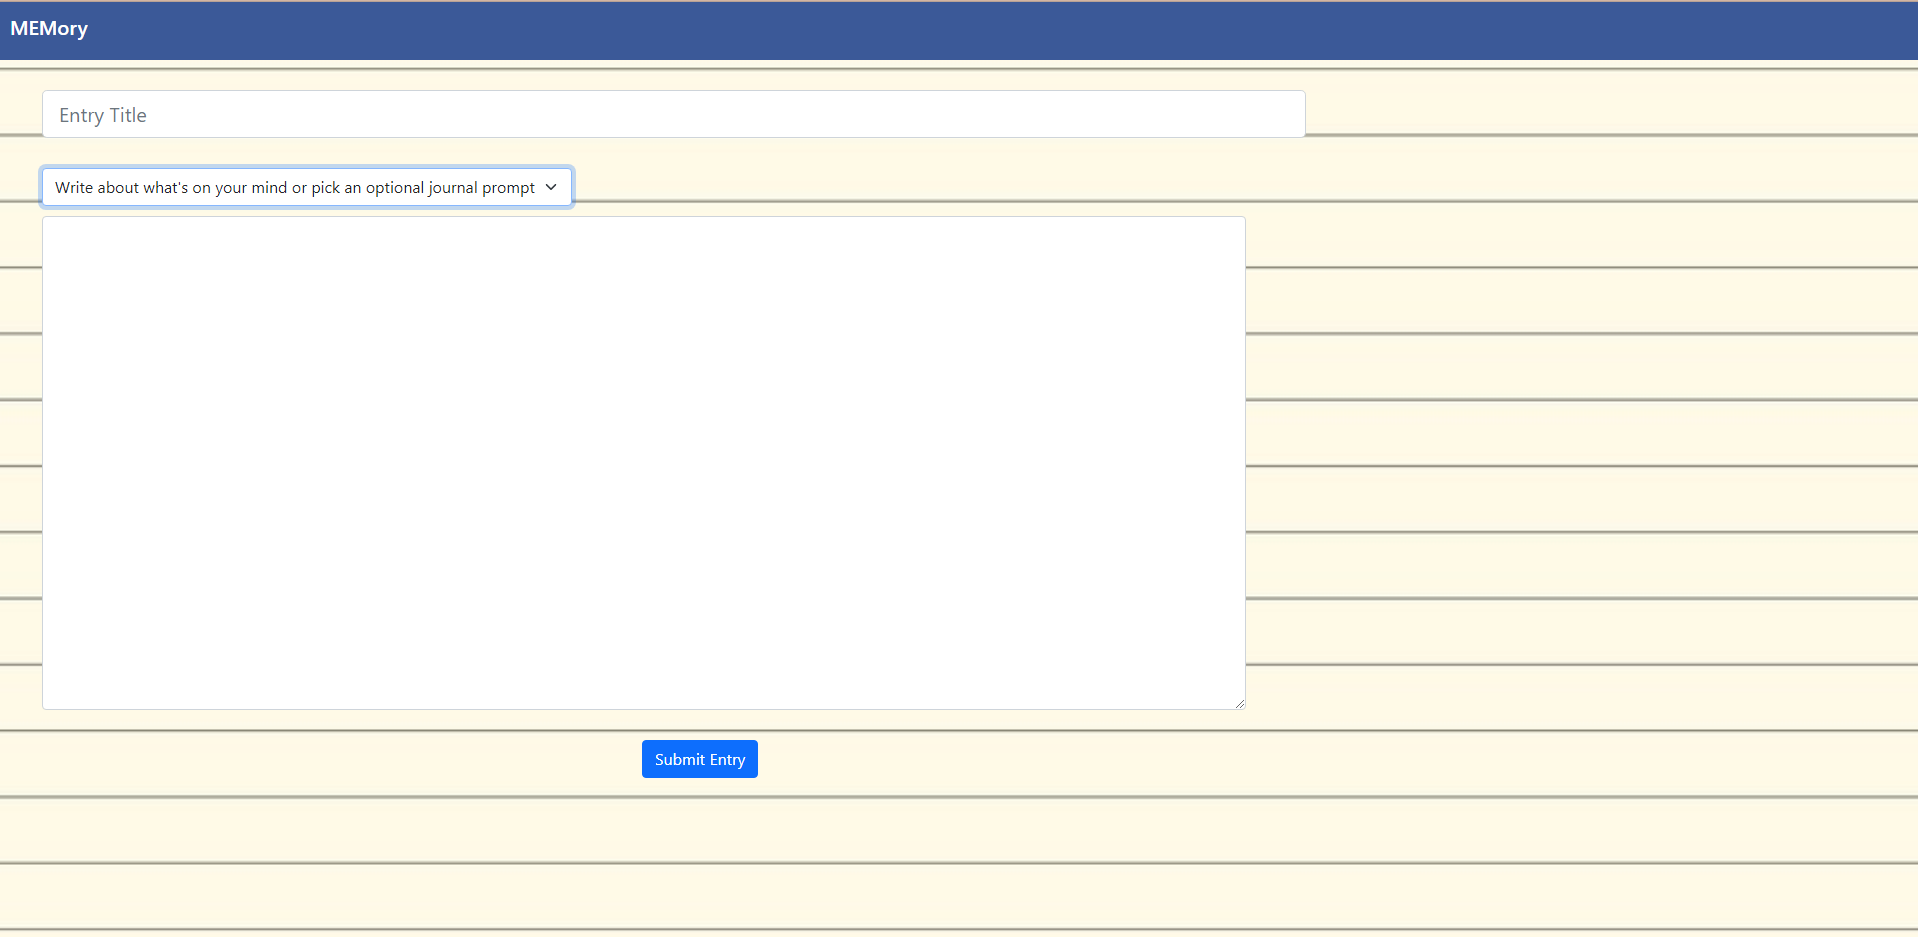 MEMory
Entry Title
Write about what's on your mind or pick an optional journal prompt
Submit Entry